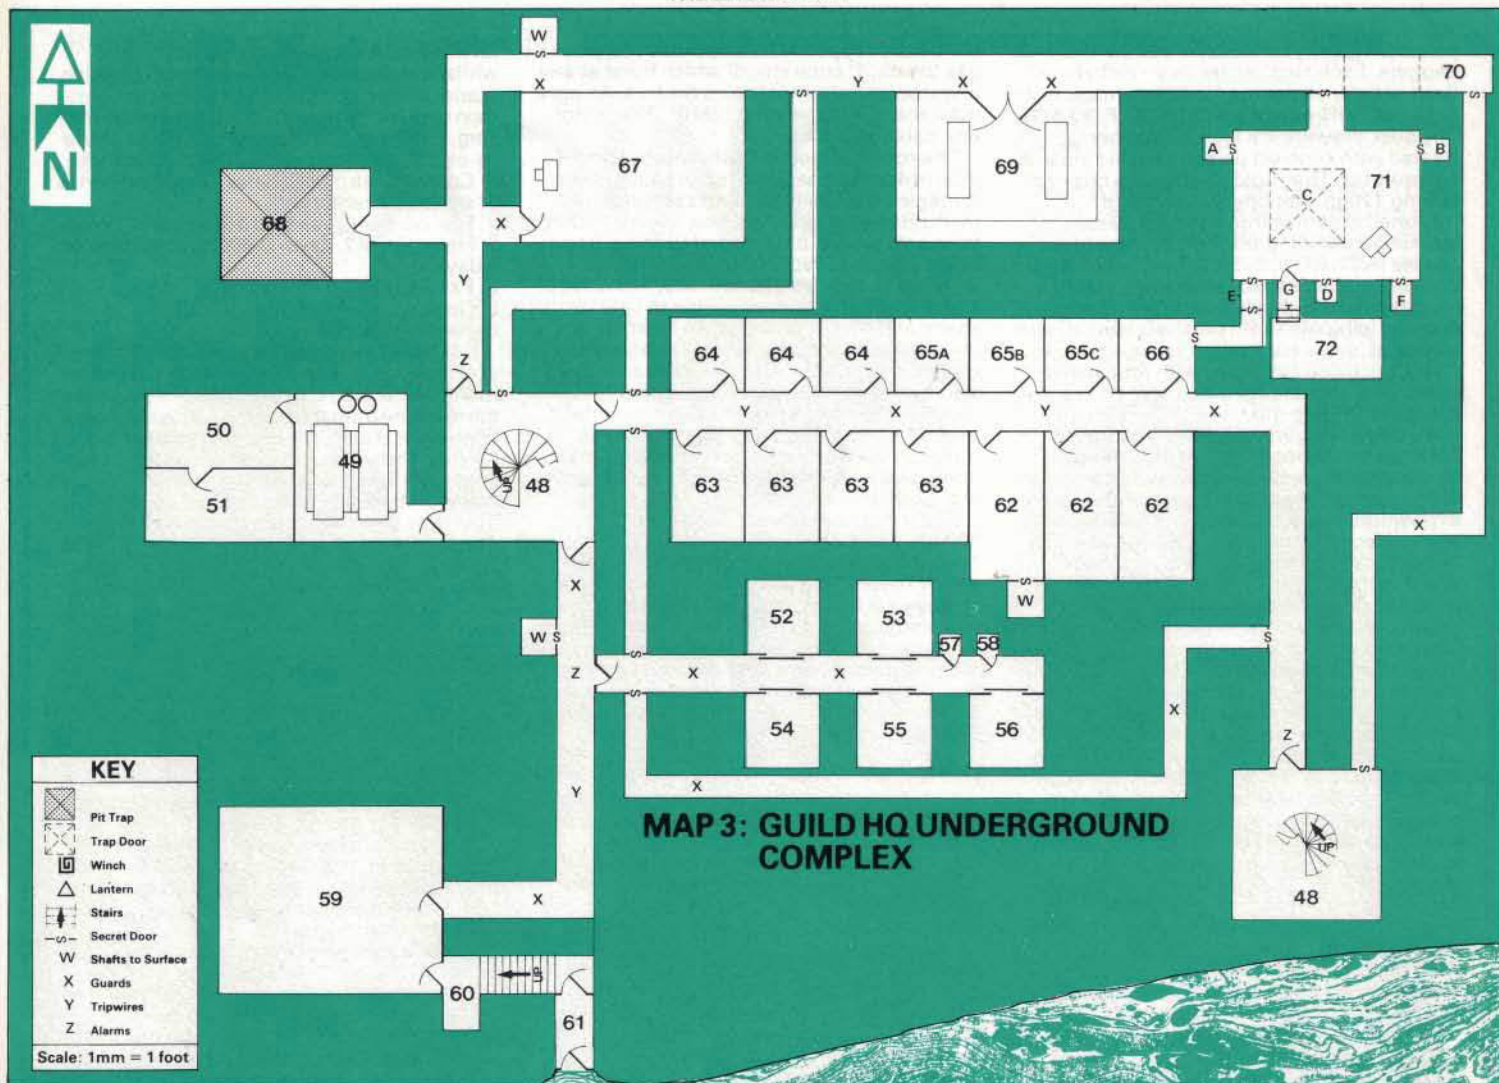 W
S
X
S
Y
X
X
70
S
S
S
67
69
A
S
S
B
71
C
N
68
X
Y
S
S
S
E
G
D
F
S
T
72
64
64
64
65A
65B
65C
66
S
Z
S
S
Y
X
Y
X
50
49
S
51
UP
48
63
63
63
63
62
62
62
X
X
S
W
52
53
57
58
W
S
S
S
Z
X
X
S
54
55
56
X
Z
Y
X
S
MAP 3: GUILD HQ UNDERGROUND
COMPLEX
UP
48
59
X
60
UP
61
KEY
Pit Trap
Trap Door
Winch
Lantern
Stairs
S
Secret Door
W
Shafts to Surface
X
Guards
Y
Tripwires
Z
Alarms
Scale: 1mm = 1 foot